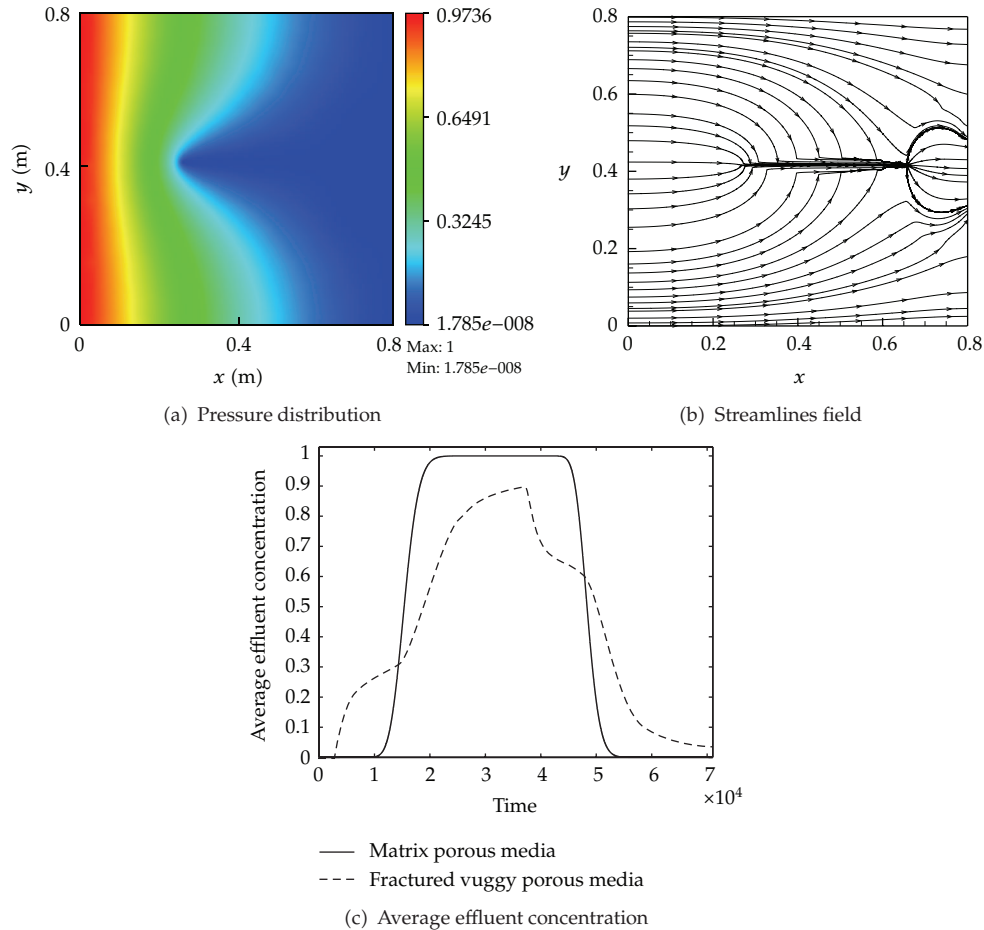 0.8
0.4
0
y (m)
0
0.4
0.8
x (m)
0.9736
0.6491
0.3245
1.785e−008
Max: 1
Min: 1.785e−008
(a) Pressure distribution
0.8
0.6
0.4
0.2
0
y
0
0.2
0.4
0.6
0.8
x
(b) Streamlines field
1
0.9
0.8
0.7
0.6
0.5
0.4
0.3
0.2
0.1
0
Average effluent concentration
0
1
2
3
4
5
6
7
×10⁴
Time
Matrix porous media
Fractured vuggy porous media
(c) Average effluent concentration